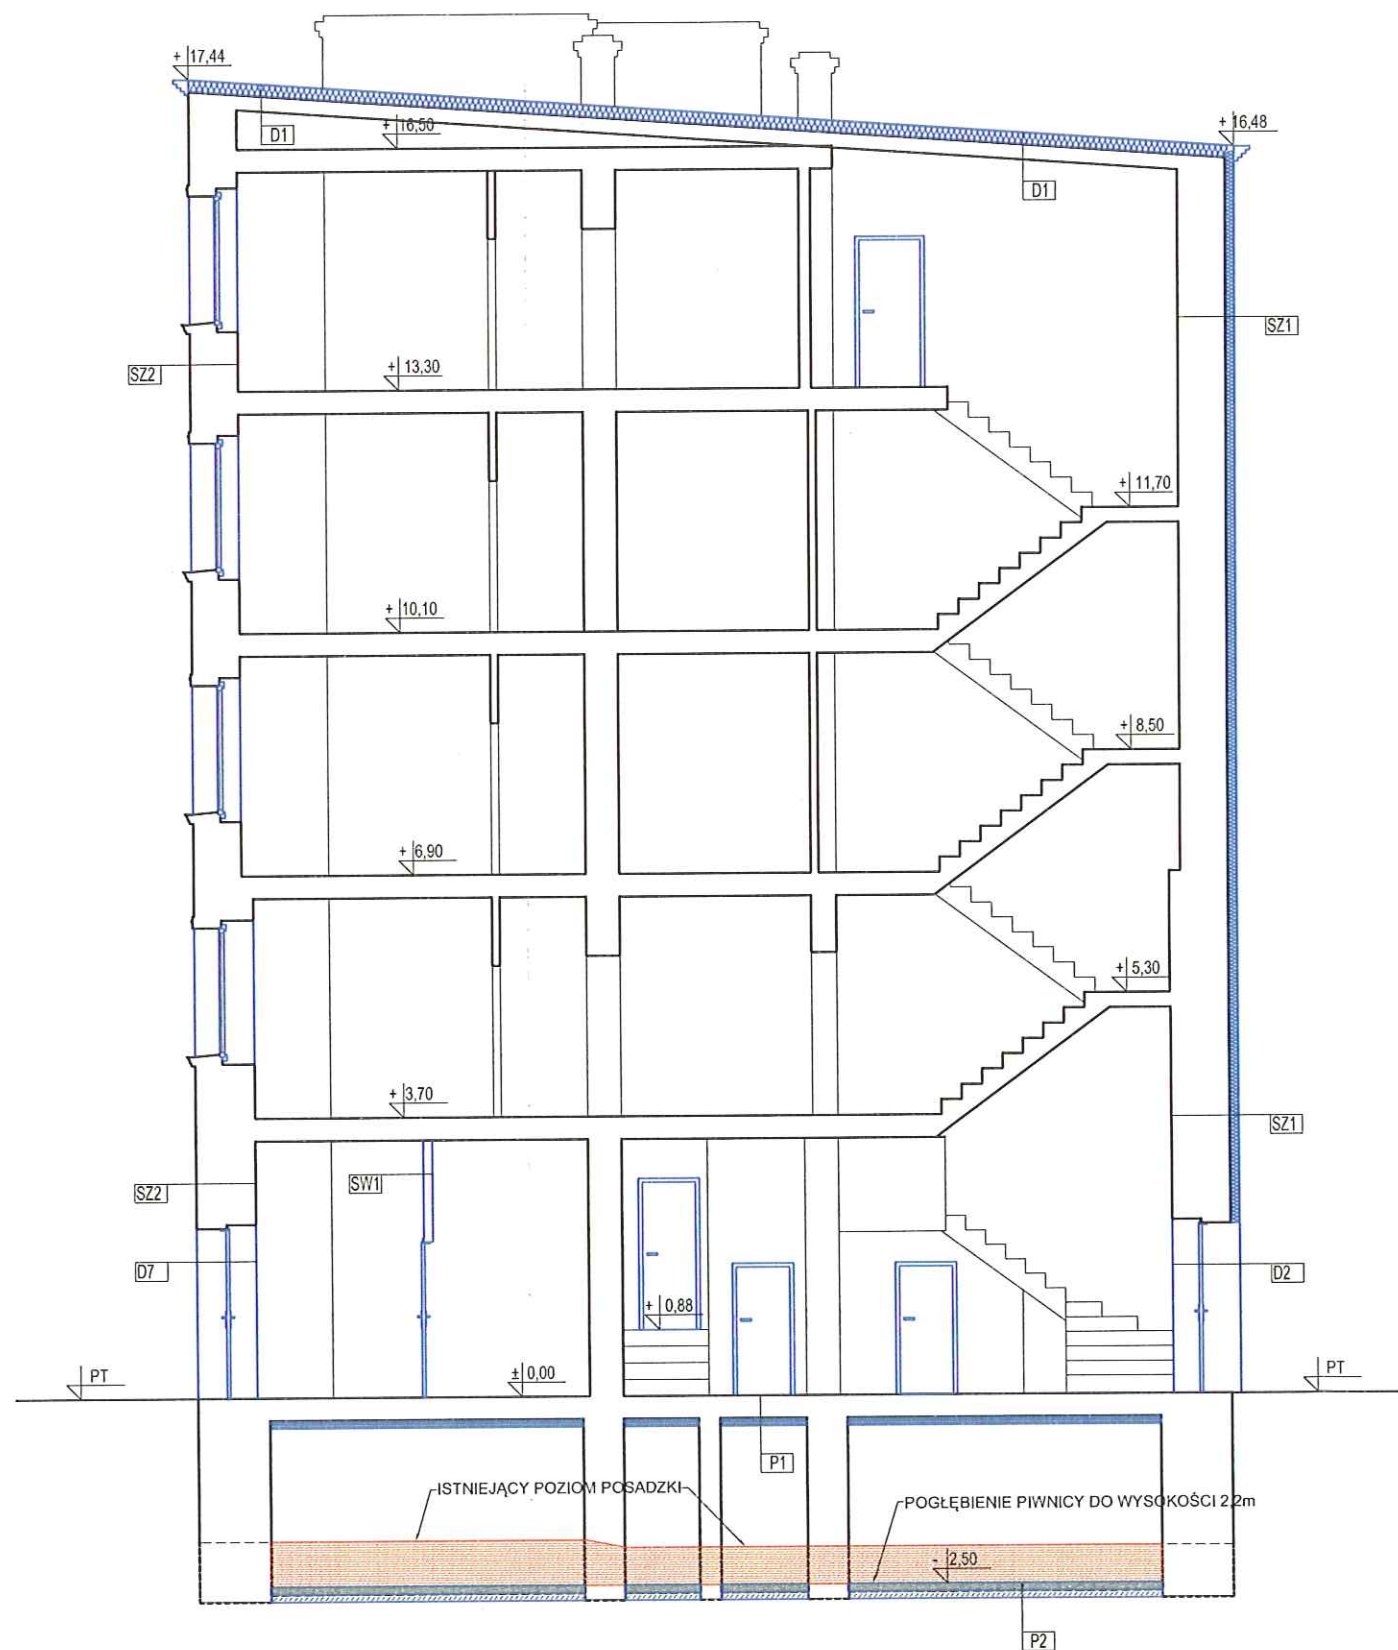 + 17,44
+ 16,48
+ 16,50
D1
D1
SZ1
SZ2
+ 13,30
+ 11,70
+ 10,10
+ 8,50
+ 6,90
+ 5,30
+ 3,70
SZ1
SZ2
SW1
D7
D2
+ 0,88
± 0,00
PT
PT
P1
ISTNIEJĄCY POZIOM POSADZKI
POGŁĘBIENIE PIWNICY DO WYSOKOŚCI 2,2m
- 2,50
P2